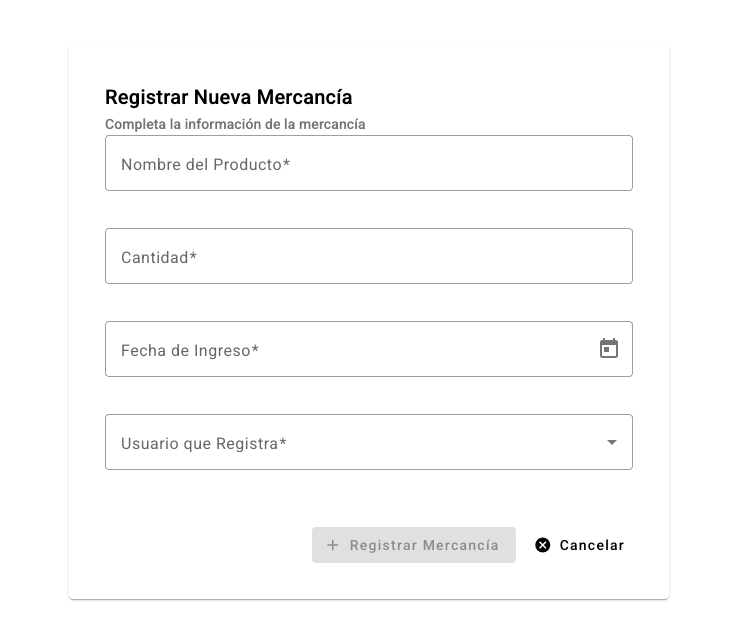 Registrar Nueva Mercancía
Completa la información de la mercancía
Nombre del Producto*
Cantidad*
Fecha de Ingreso*
Usuario que Registra*
+ Registrar Mercancía
Cancelar